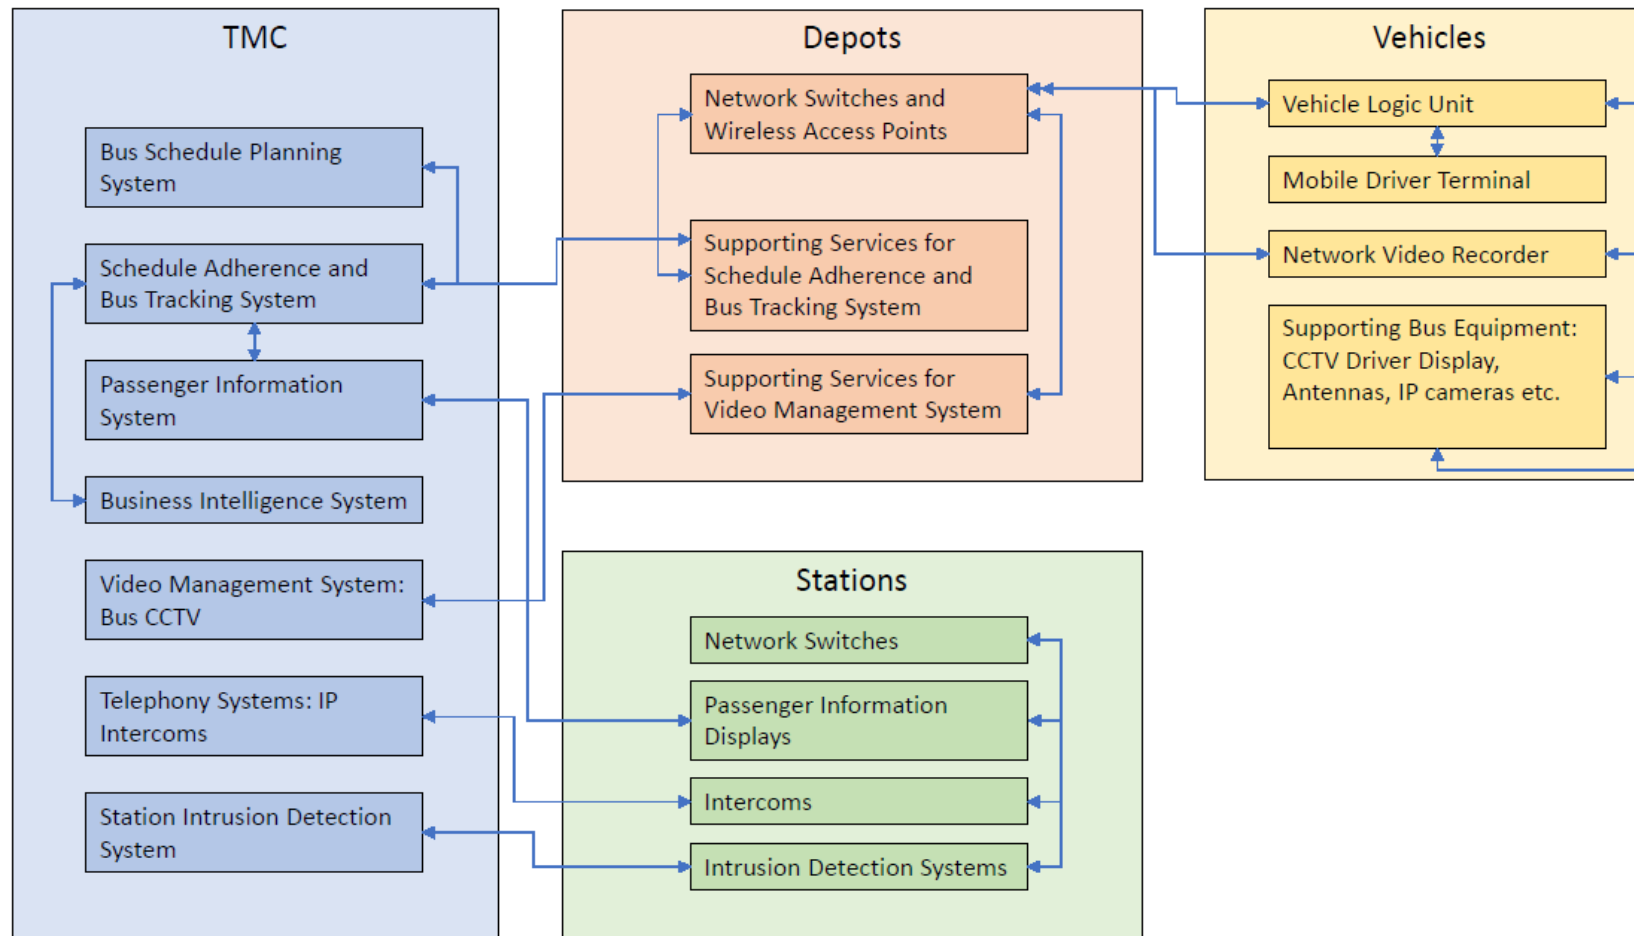 TMC
Bus Schedule Planning
System
Schedule Adherence and
Bus Tracking System
Passenger Information
System
Business Intelligence System
Video Management System:
Bus CCTV
Telephony Systems: IP
Intercoms
Station Intrusion Detection
System
Depots
Network Switches and
Wireless Access Points
Supporting Services for
Schedule Adherence and
Bus Tracking System
Supporting Services for
Video Management System
Stations
Network Switches
Passenger Information
Displays
Intercoms
Intrusion Detection Systems
Vehicles
Vehicle Logic Unit
Mobile Driver Terminal
Network Video Recorder
Supporting Bus Equipment:
CCTV Driver Display,
Antennas, IP cameras etc.